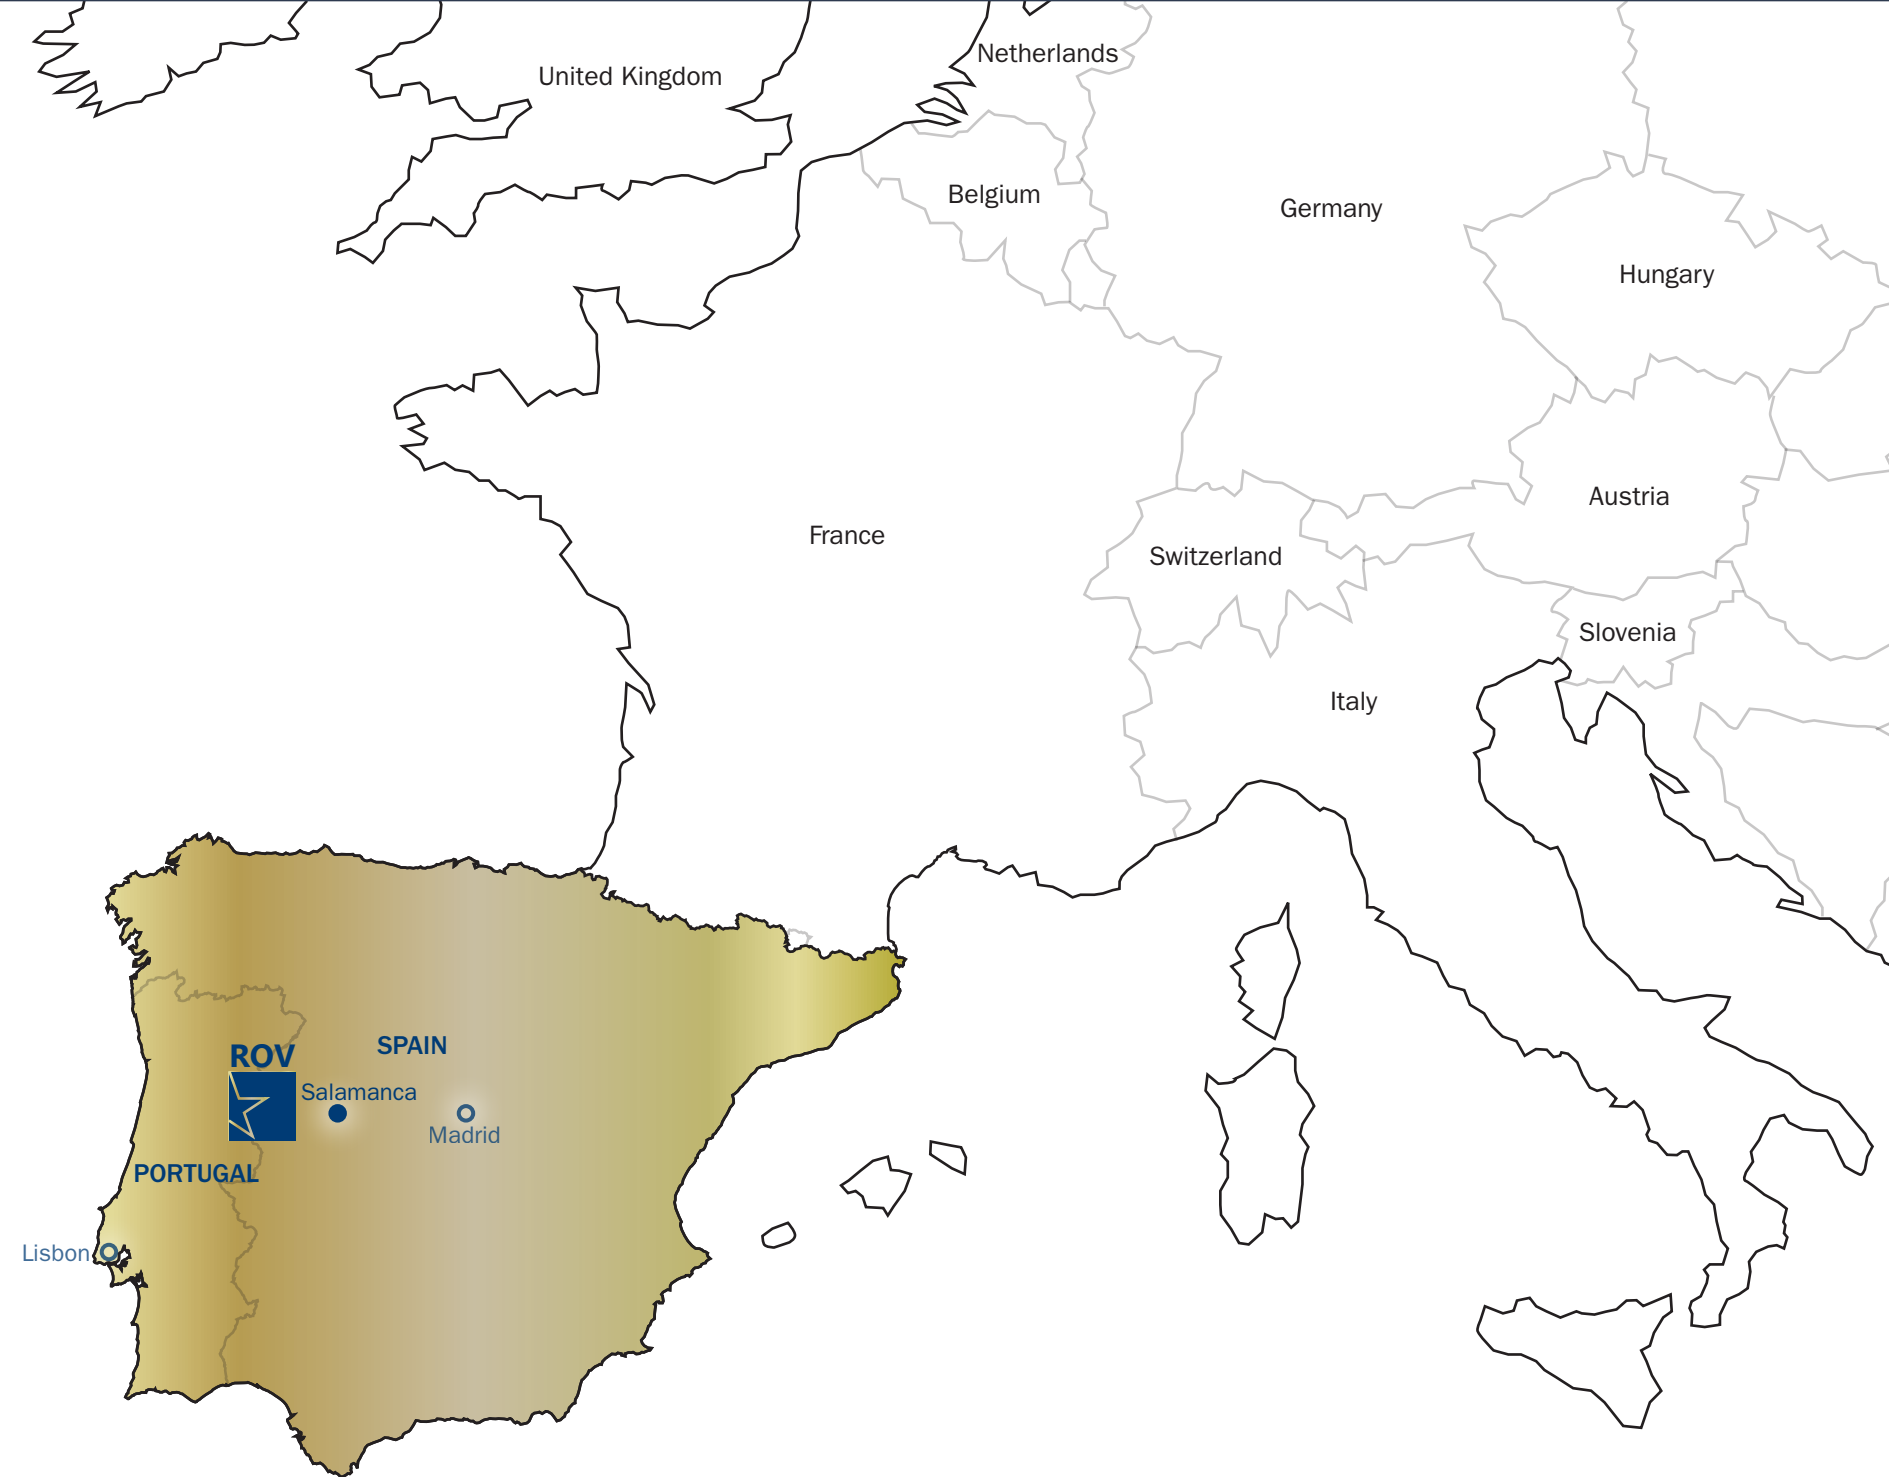 Netherlands
United Kingdom
Belgium
Germany
Hungary
Austria
France
Switzerland
Slovenia
Italy
SPAIN
ROV
Salamanca
Madrid
PORTUGAL
Lisbon